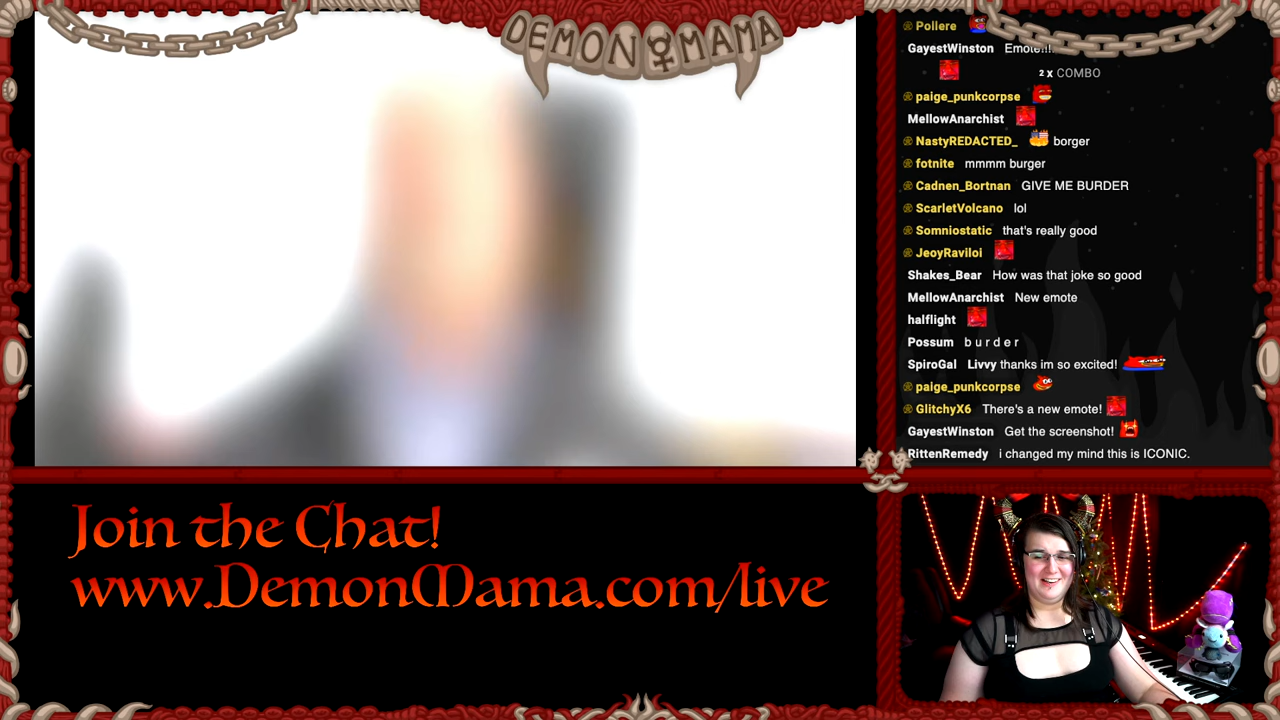 DEMON MAMA
Pollere
GayestWinston Emote!!!
2 x COMBO
paige_punkcorpse
MellowAnarchist
NastyREDACTED_ borger
fotnite mmmm burger
Cadnen_Bortnan GIVE ME BURDER
ScarletVolcano lol
Somniostatic that's really good
JeoyRaviloi
Shakes_Bear How was that joke so good
MellowAnarchist New emote
halflight
Possum b u r d e r
SpiroGal Livvy thanks im so excited!
paige_punkcorpse
GlitchyX6 There's a new emote!
GayestWinston Get the screenshot!
RittenRemedy i changed my mind this is ICONIC.
Join the Chat!
www.DemonMama.com/live